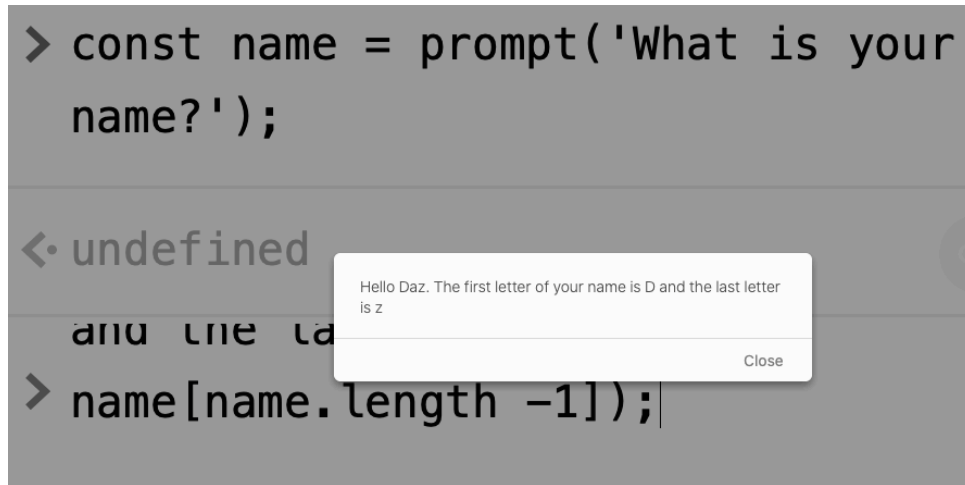 > const name = prompt('What is your
name?');
undefined
Hello Daz. The first letter of your name is D and the last letter
is z
Close
and the la
> name[name.length -1]);